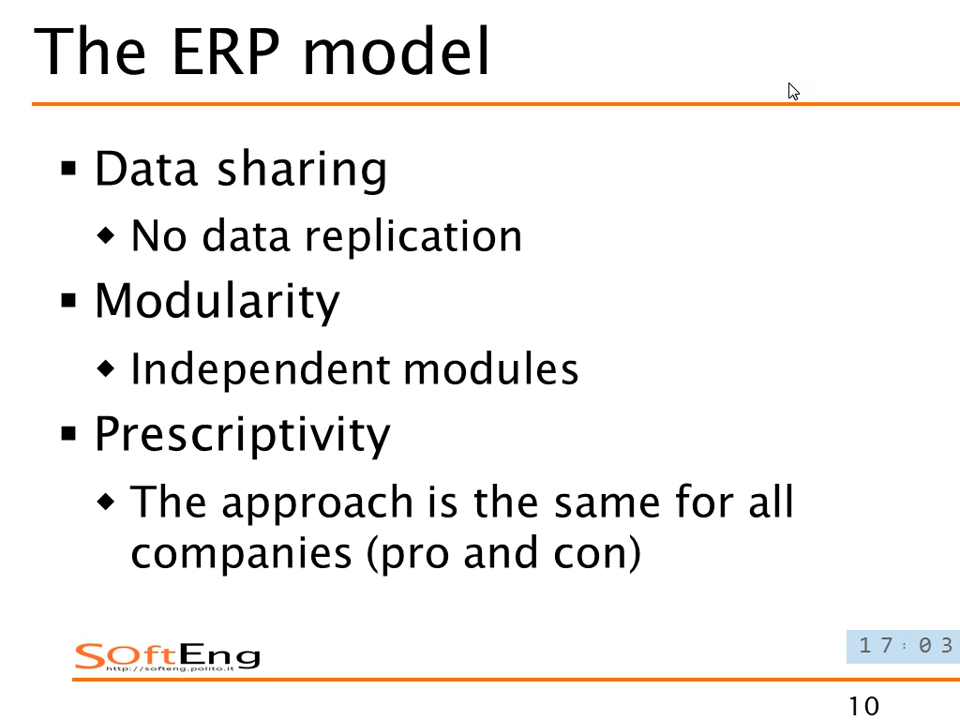 The ERP model
▪ Data sharing
◆ No data replication
▪ Modularity
◆ Independent modules
▪ Prescriptivity
◆ The approach is the same for all
companies (pro and con)
SOftEng
http://softeng.polito.it
17:03
10